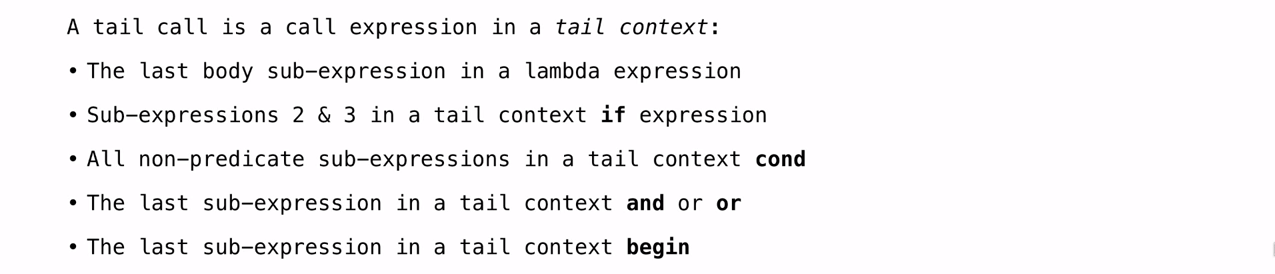 A tail call is a call expression in a tail context:
• The last body sub-expression in a lambda expression
• Sub-expressions 2 & 3 in a tail context if expression
• All non-predicate sub-expressions in a tail context cond
• The last sub-expression in a tail context and or or
• The last sub-expression in a tail context begin